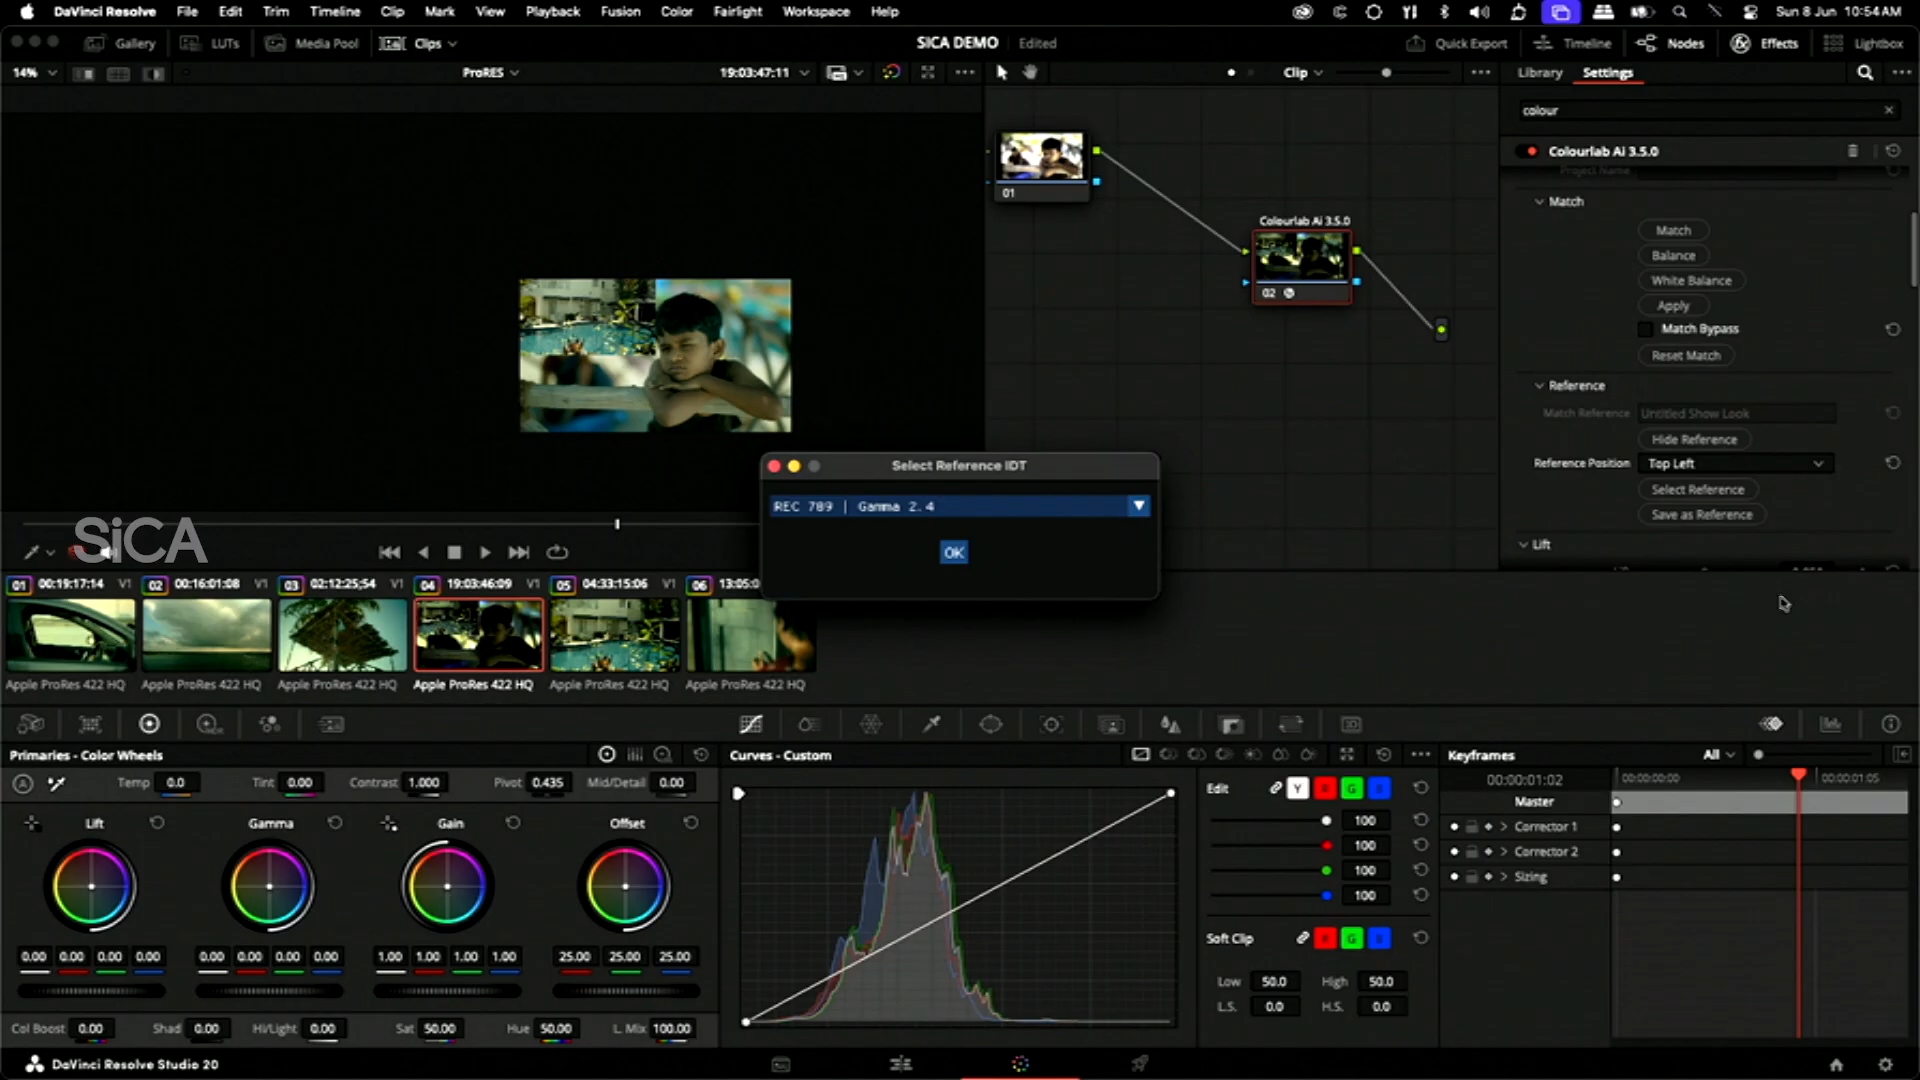 DaVinci Resolve File Edit Trim Timeline Clip Mark View Playback Fusion Color Fairlight Workspace Help Sun 8 Jun 10:54AM
Gallery LUTs Media Pool Clips SICA DEMO Edited Quick Export Timeline Nodes Effects Lightbox
14% ProRES 19:03:47:11 Clip Library Settings
colour
Colourlab Ai 3.5.0
Project Name
Match
Match
Balance
White Balance
Apply
Match Bypass
Reset Match
Reference
Match Reference Untitled Show Look
Hide Reference
Reference Position Top Left
Select Reference
Save as Reference
Lift
01
Colourlab Ai 3.5.0
02
Select Reference IDT
REC 709 | Gamma 2.4
OK
SiCA
01 00:19:17:14 V1 02 00:16:01:08 V1 03 02:12:25;54 V1 04 19:03:46:09 V1 05 04:33:15:06 V1 06 13:05:0
Apple ProRes 422 HQ Apple ProRes 422 HQ Apple ProRes 422 HQ Apple ProRes 422 HQ Apple ProRes 422 HQ Apple ProRes 422 HQ
Primaries - Color Wheels
Temp 0.0 Tint 0.00 Contrast 1.000 Pivot 0.435 Mid/Detail 0.00
Lift Gamma Gain Offset
0.00 0.00 0.00 0.00 0.00 0.00 0.00 0.00 1.00 1.00 1.00 1.00 25.00 25.00 25.00
Col Boost 0.00 Shad 0.00 Hi/Light 0.00 Sat 50.00 Hue 50.00 L. Mix 100.00
Curves - Custom
Edit Y R G B
100
100
100
100
Soft Clip R G B
Low 50.0 High 50.0
L.S. 0.0 H.S. 0.0
Keyframes All
00:00:01:02 00:00:00:00 00:00:01:05
Master
Corrector 1
Corrector 2
Sizing
DaVinci Resolve Studio 20